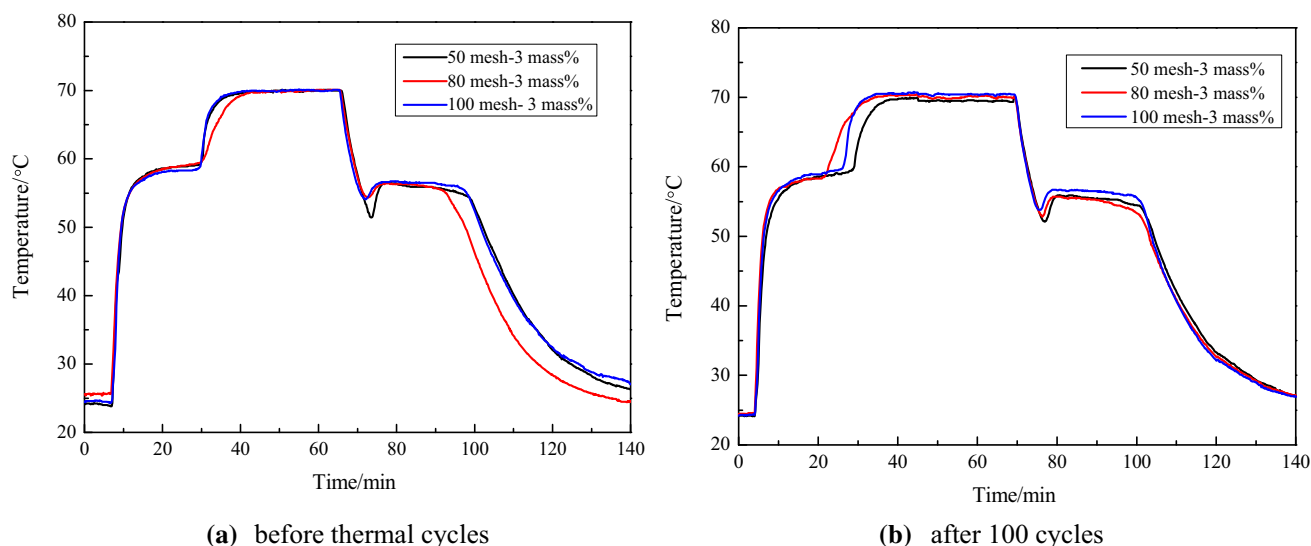 80
70
60
50
40
30
20
0
20
40
60
80
100
120
140
Temperature/°C
Time/min
50 mesh-3 mass%
80 mesh-3 mass%
100 mesh- 3 mass%
(a) before thermal cycles
80
70
60
50
40
30
20
0
20
40
60
80
100
120
140
Temperature/°C
Time/min
50 mesh-3 mass%
80 mesh-3 mass%
100 mesh-3 mass%
(b) after 100 cycles